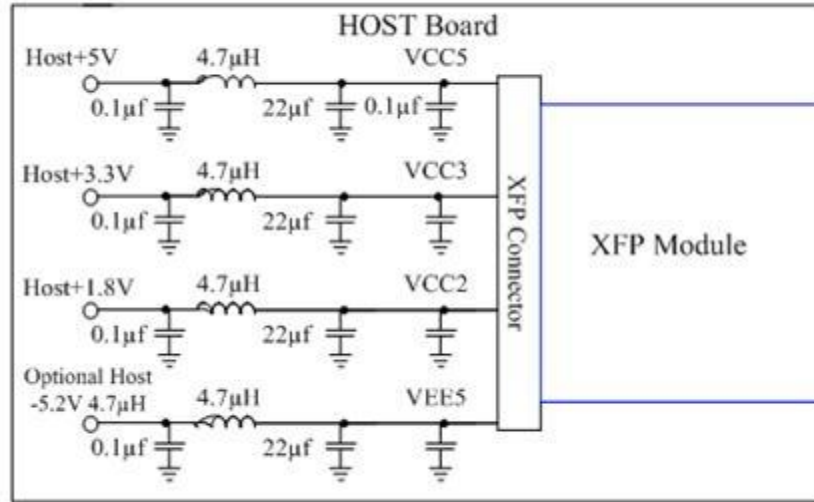 HOST Board
Host+5V 4.7μH VCC5
0.1μf 22μf 0.1μf
Host+3.3V 4.7μH VCC3
0.1μf 22μf
XFP Connector
XFP Module
Host+1.8V 4.7μH VCC2
0.1μf 22μf
Optional Host
-5.2V 4.7μH 4.7μH VEE5
0.1μf 22μf